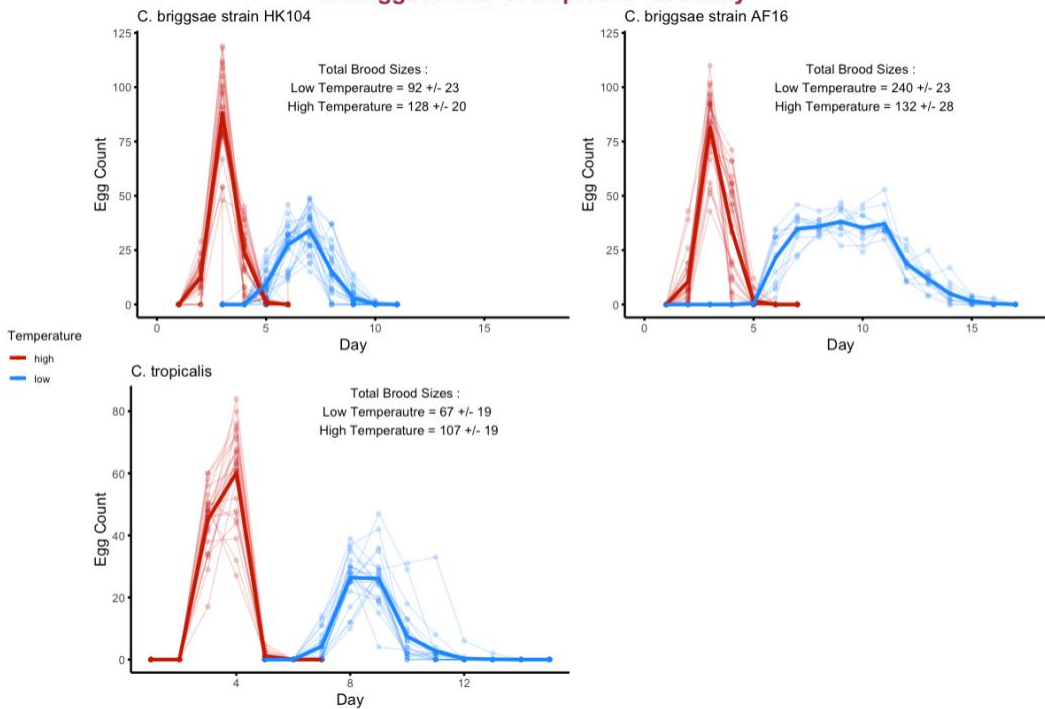 C. briggsae strain HK104
125
100
75
50
25
0
Egg Count
Total Brood Sizes :
Low Temperautre = 92 +/- 23
High Temperature = 128 +/- 20
0
5
10
15
Day
C. briggsae strain AF16
125
100
75
50
25
0
Egg Count
Total Brood Sizes :
Low Temperautre = 240 +/- 23
High Temperature = 132 +/- 28
0
5
10
15
Day
Temperature
high
low
C. tropicalis
80
60
40
20
0
Egg Count
Total Brood Sizes :
Low Temperautre = 67 +/- 19
High Temperature = 107 +/- 19
4
8
12
Day